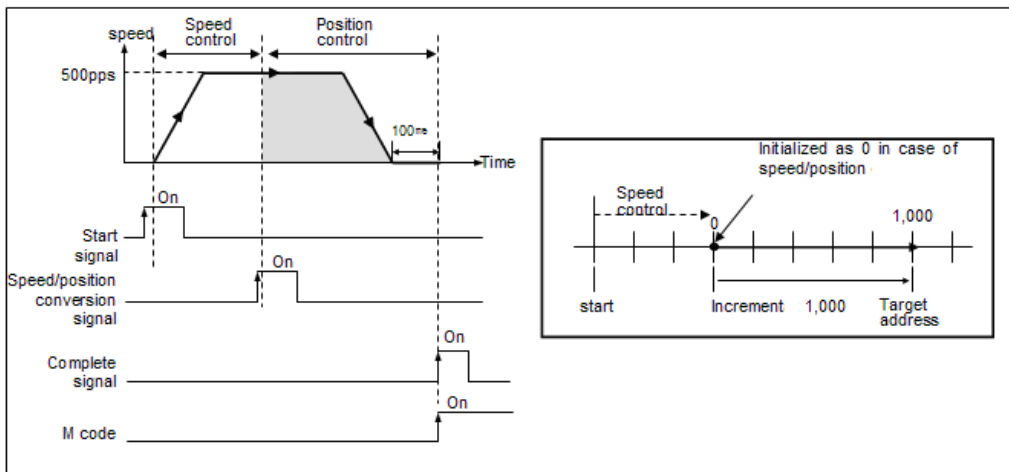 Speed
control
Position
control
speed
500pps
100ms
Time
On
Start
signal
On
Speed/position
conversion
signal
On
Complete
signal
On
M code
Initialized as 0 in case of
speed/position
Speed
control
0
1,000
start
Increment 1,000
Target
address